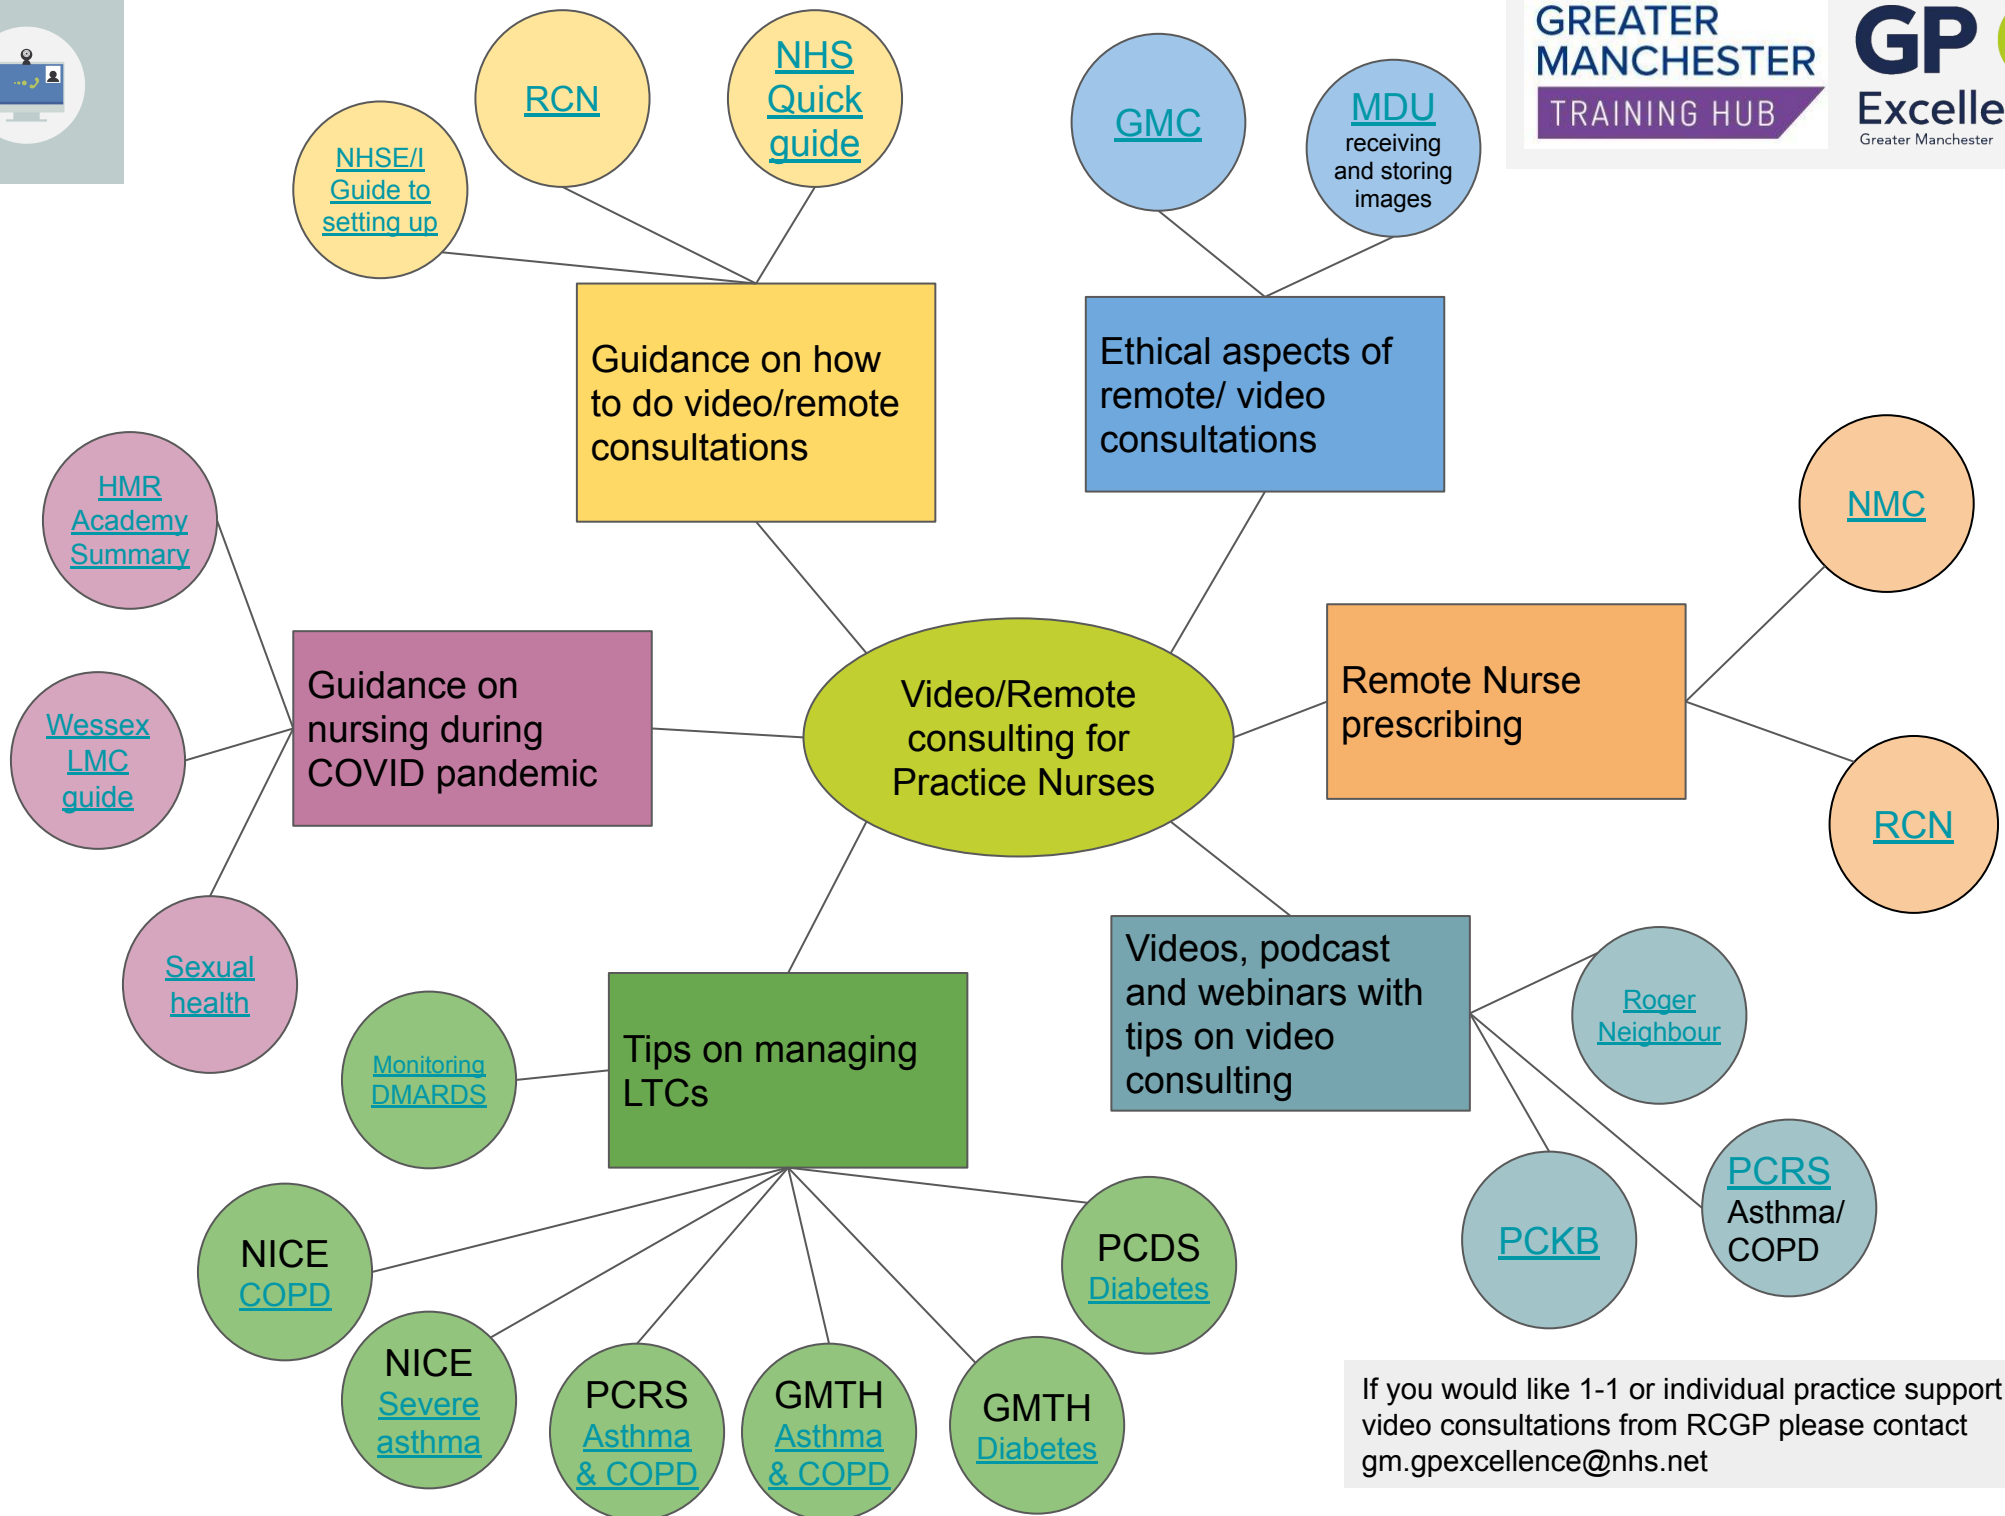 GREATER
MANCHESTER
TRAINING HUB
GP
Excelle
Greater Manchester
NHSE/I
Guide to
setting up
RCN
NHS
Quick
guide
GMC
MDU
receiving
and storing
images
Guidance on how
to do video/remote
consultations
Ethical aspects of
remote/ video
consultations
HMR
Academy
Summary
Wessex
LMC
guide
Sexual
health
Guidance on
nursing during
COVID pandemic
Video/Remote
consulting for
Practice Nurses
Remote Nurse
prescribing
NMC
RCN
Monitoring
DMARDS
Tips on managing
LTCs
Videos, podcast
and webinars with
tips on video
consulting
Roger
Neighbour
PCRS
Asthma/
COPD
PCKB
NICE
COPD
NICE
Severe
asthma
PCRS
Asthma
& COPD
GMTH
Asthma
& COPD
GMTH
Diabetes
PCDS
Diabetes
If you would like 1-1 or individual practice support
video consultations from RCGP please contact
gm.gpexcellence@nhs.net